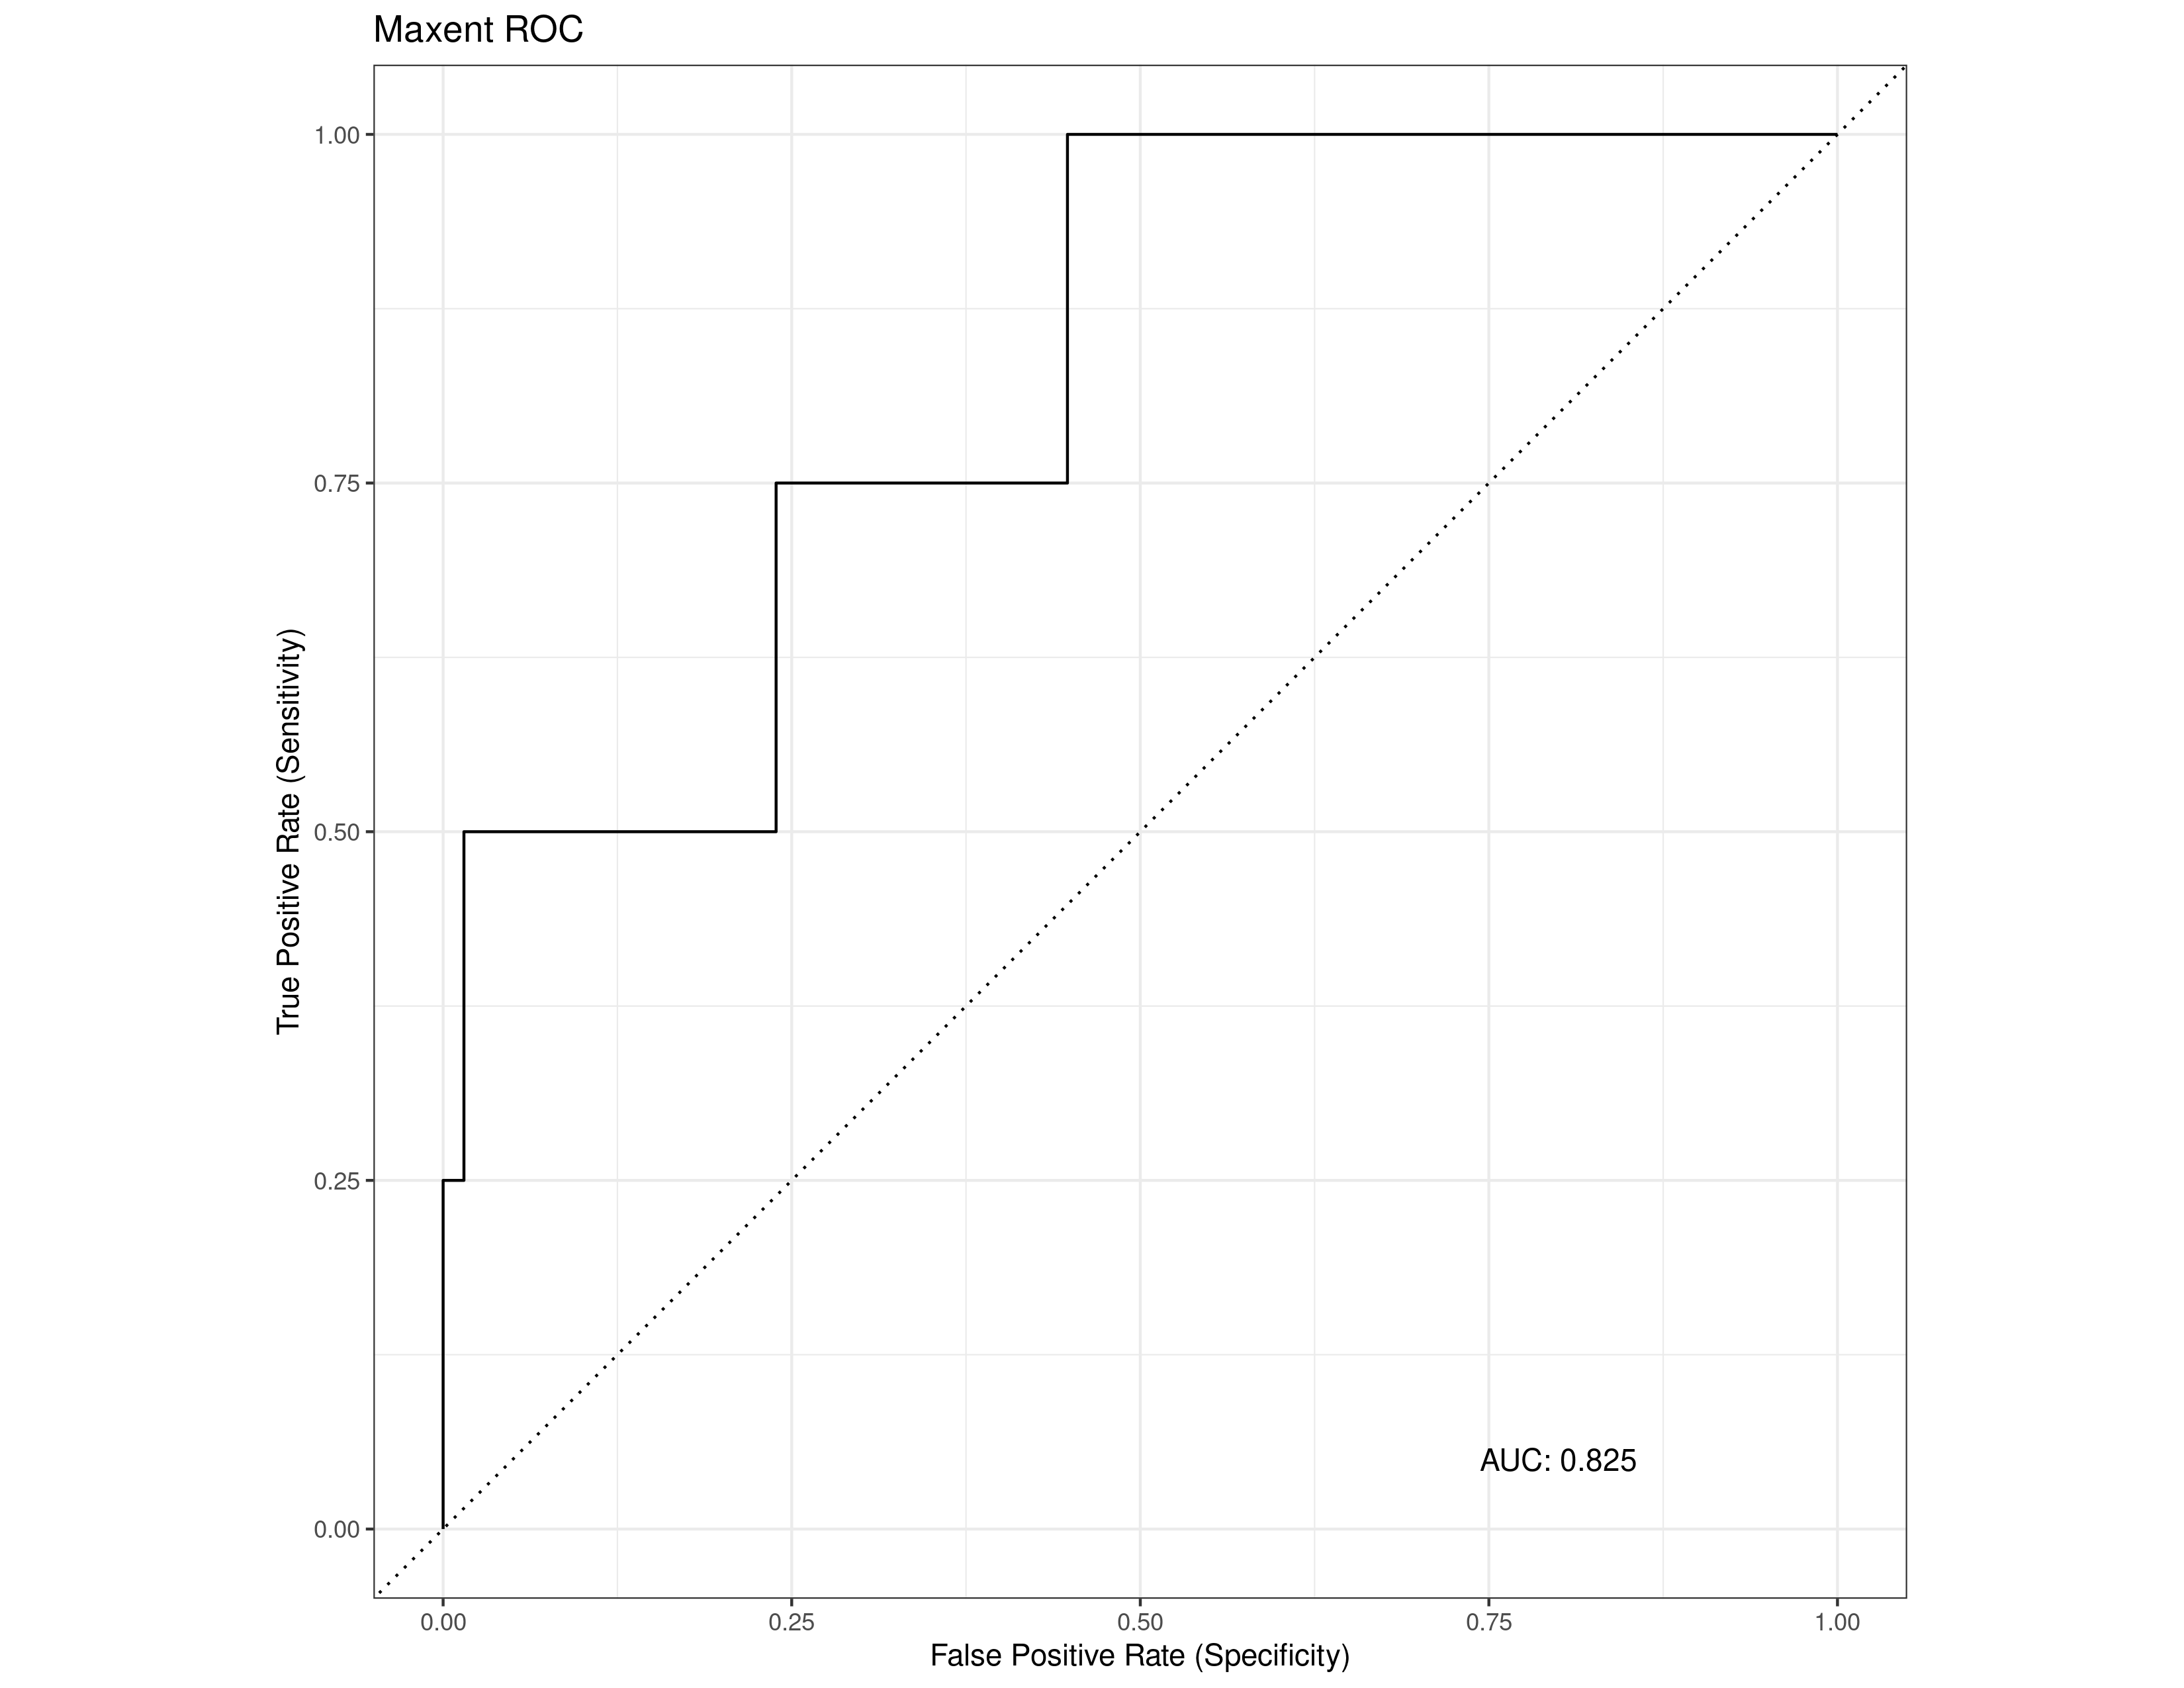 Maxent ROC
1.00
0.75
0.50
0.25
0.00
True Positive Rate (Sensitivity)
AUC: 0.825
0.00 0.25 0.50 0.75 1.00
False Positive Rate (Specificity)